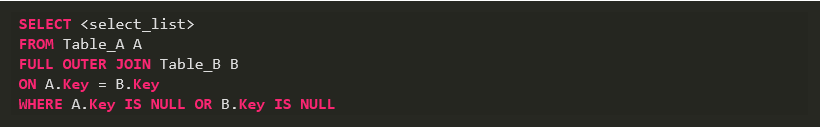 SELECT <select_list>
FROM Table_A A
FULL OUTER JOIN Table_B B
ON A.Key = B.Key
WHERE A.Key IS NULL OR B.Key IS NULL